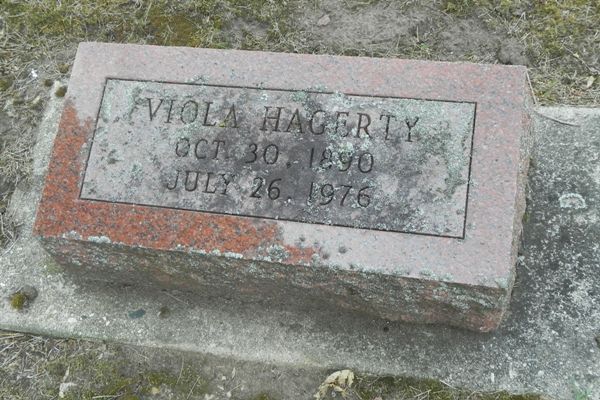 VIOLA HAGERTY
OCT 30, 1890
JULY 26, 1976